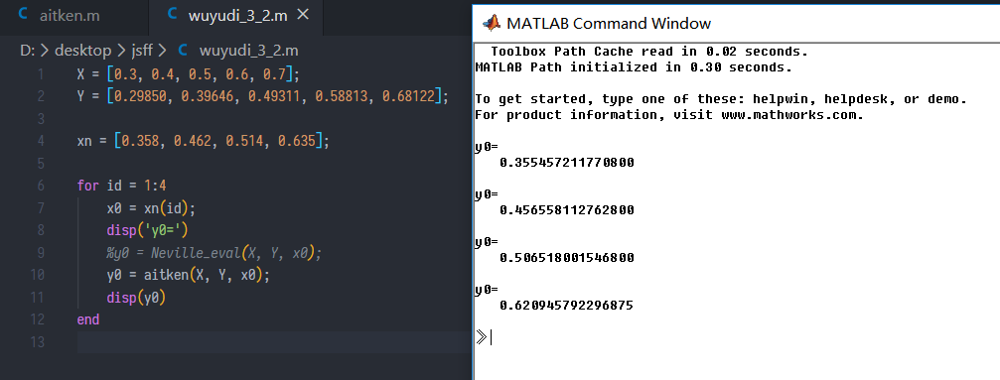 aitken.m
wuyudi_3_2.m
D: > desktop > jsff > C wuyudi_3_2.m
1 X = [0.3, 0.4, 0.5, 0.6, 0.7];
2 Y = [0.29850, 0.39646, 0.49311, 0.58813, 0.68122];
3
4 xn = [0.358, 0.462, 0.514, 0.635];
5
6 for id = 1:4
7 x0 = xn(id);
8 disp('y0=')
9 %y0 = Neville_eval(X, Y, x0);
10 y0 = aitken(X, Y, x0);
11 disp(y0)
12 end
13
MATLAB Command Window
Toolbox Path Cache read in 0.02 seconds.
MATLAB Path initialized in 0.30 seconds.
To get started, type one of these: helpwin, helpdesk, or demo.
For product information, visit www.mathworks.com.
y0=
0.355457211770800
y0=
0.456558112762800
y0=
0.506518001546800
y0=
0.620945792296875
>>